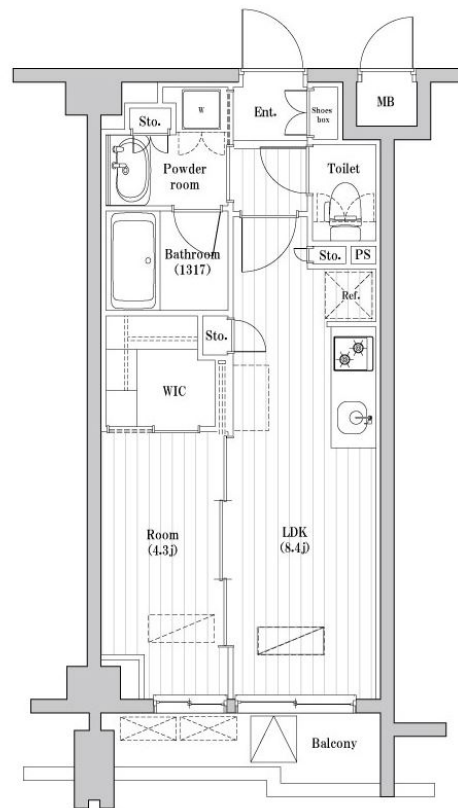 MB
Ent.
Shoes
box
W
Sto.
Powder
room
Toilet
Bathroom
(1317)
Sto.
PS
Ref.
Sto.
WIC
Room
(4.3j)
LDK
(8.4j)
Balcony